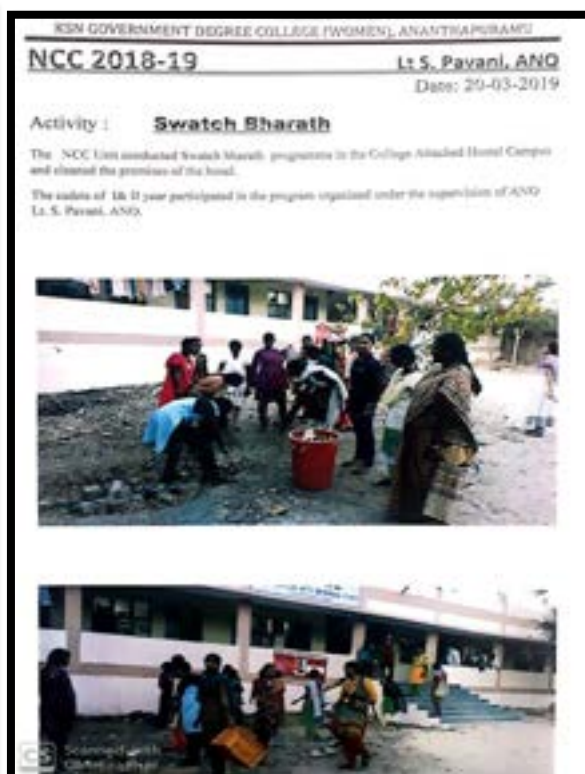 KSN GOVERNMENT DEGREE COLLEGE (WOMEN), ANANTHAPURAMU
NCC 2018-19 Lt S. Pavani, ANO
Date: 20-03-2019
Activity : Swatch Bharath
The NCC Unit conducted Swatch Bharath programme in the College Attached Hostel Campus
and cleaned the premises of the hostel.
The cadets of I& II year participated in the program organized under the supervision of ANO
Lt. S. Pavani, ANO.
CS Scanned with
CamScanner